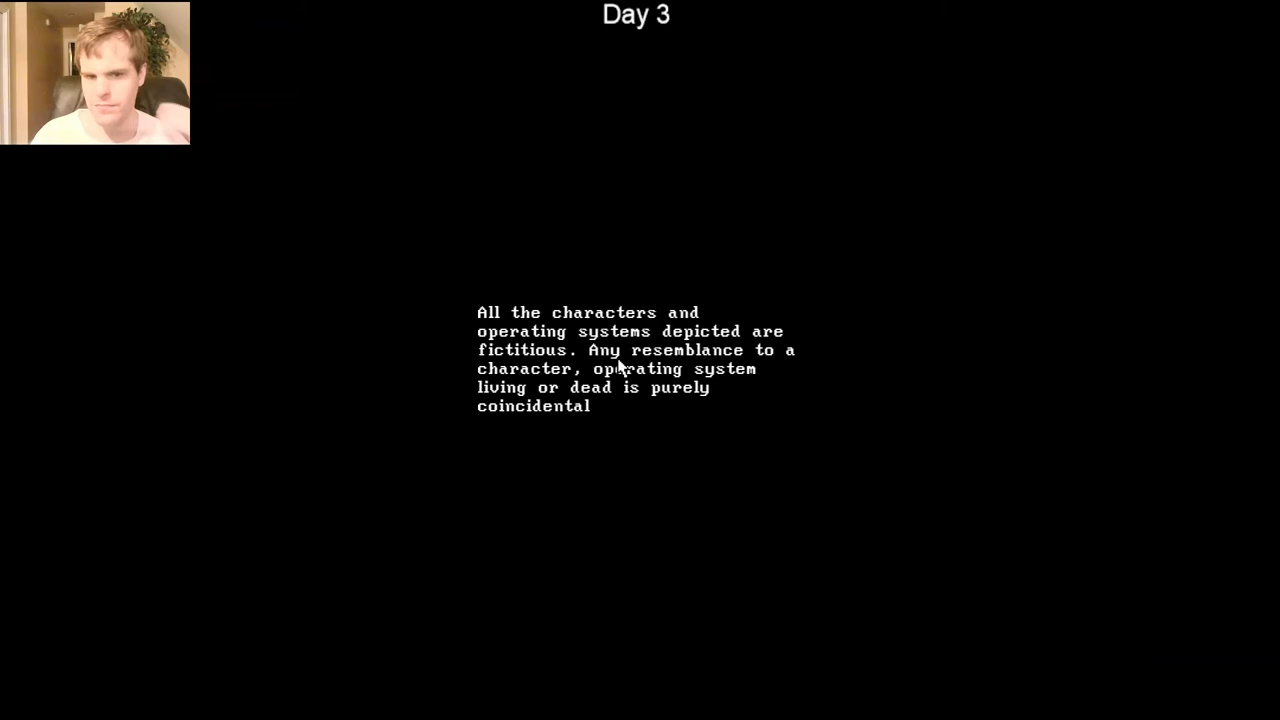 Day 3
All the characters and
operating systems depicted are
fictitious. Any resemblance to a
character, operating system
living or dead is purely
coincidental